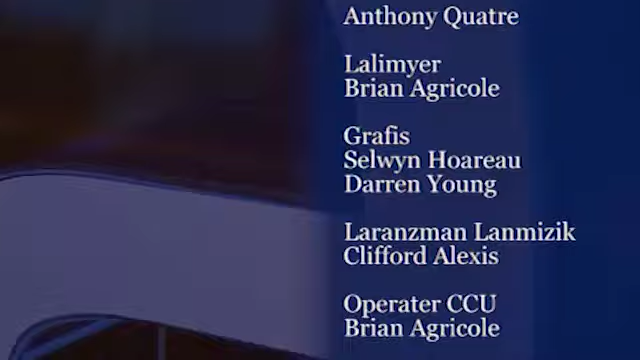 Anthony Quatre
Lalimyer
Brian Agricole
Grafis
Selwyn Hoareau
Darren Young
Laranzman Lanmizik
Clifford Alexis
Operater CCU
Brian Agricole